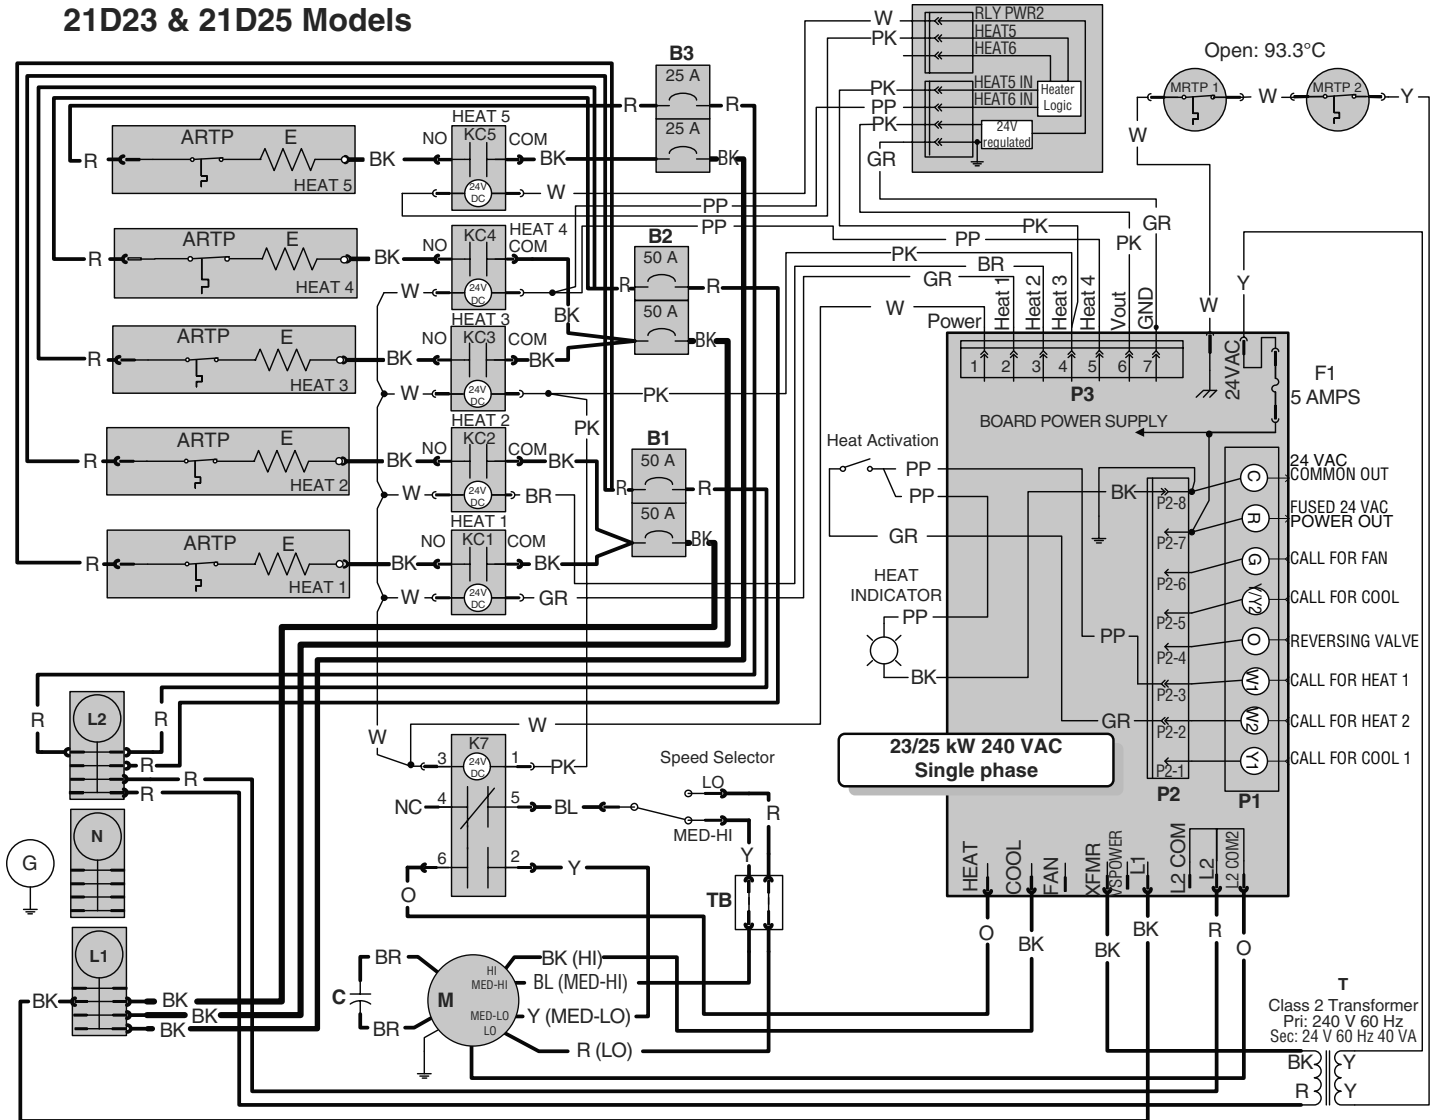 21D23 & 21D25 Models
B3
25 A
25 A
R
R
BK
W
PK
RLY PWR2
HEAT5
HEAT6
PK
PP
PK
GR
HEAT5 IN
HEAT6 IN
Heater
Logic
24V
regulated
Open: 93.3°C
MRTP 1
W
MRTP 2
Y
W
R
ARTP
E
HEAT 5
BK
NO
HEAT 5
KC5
COM
BK
24V
DC
W
PP
PP
PP
PK
PK
BR
GR
W
PK
GR
W
Y
R
ARTP
E
HEAT 4
BK
NO
KC4
HEAT 4
COM
W
24V
DC
BK
B2
50 A
50 A
R
R
BK
R
ARTP
E
HEAT 3
BK
NO
HEAT 3
KC3
COM
BK
W
24V
DC
PK
PK
R
ARTP
E
HEAT 2
BK
NO
HEAT 2
KC2
COM
BK
W
24V
DC
BR
B1
50 A
50 A
R
R
BK
R
ARTP
E
HEAT 1
BK
NO
HEAT 1
KC1
COM
BK
W
24V
DC
GR
Power
Heat 1
Heat 2
Heat 3
Heat 4
Vout
GND
1
2
3
4
5
6
7
P3
24VAC
F1
5 AMPS
BOARD POWER SUPPLY
Heat Activation
PP
PP
GR
HEAT
INDICATOR
PP
BK
BK
PP
GR
P2-8
P2-7
P2-6
P2-5
P2-4
P2-3
P2-2
P2-1
P2
C
R
G
Y/Y2
O
W1
W2
Y1
P1
24 VAC
COMMON OUT
FUSED 24 VAC
POWER OUT
CALL FOR FAN
CALL FOR COOL
REVERSING VALVE
CALL FOR HEAT 1
CALL FOR HEAT 2
CALL FOR COOL 1
23/25 kW 240 VAC
Single phase
HEAT
COOL
FAN
XFMR
VSPOWER
L1
L2 COM
L2
L2 COM2
O
BK
BK
BK
R
O
L2
R
R
R
R
R
N
G
L1
BK
BK
BK
BK
W
W
K7
3
24V
DC
1
PK
NC
4
5
BL
6
2
Y
O
Speed Selector
LO
MED-HI
R
Y
TB
C
BR
BR
M
HI
MED-HI
MED-LO
LO
BK (HI)
BL (MED-HI)
Y (MED-LO)
R (LO)
T
Class 2 Transformer
Pri: 240 V 60 Hz
Sec: 24 V 60 Hz 40 VA
BK
Y
R
Y